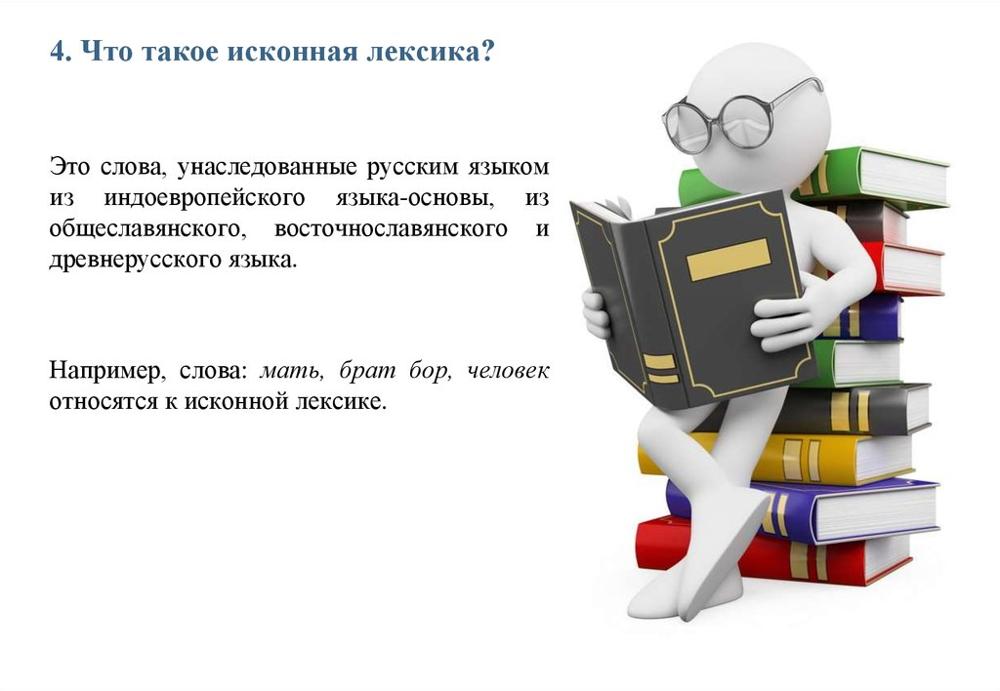 4. Что такое исконная лексика?
Это слова, унаследованные русским языком
из индоевропейского языка-основы, из
общеславянского, восточнославянского и
древнерусского языка.
Например, слова: мать, брат бор, человек
относятся к исконной лексике.